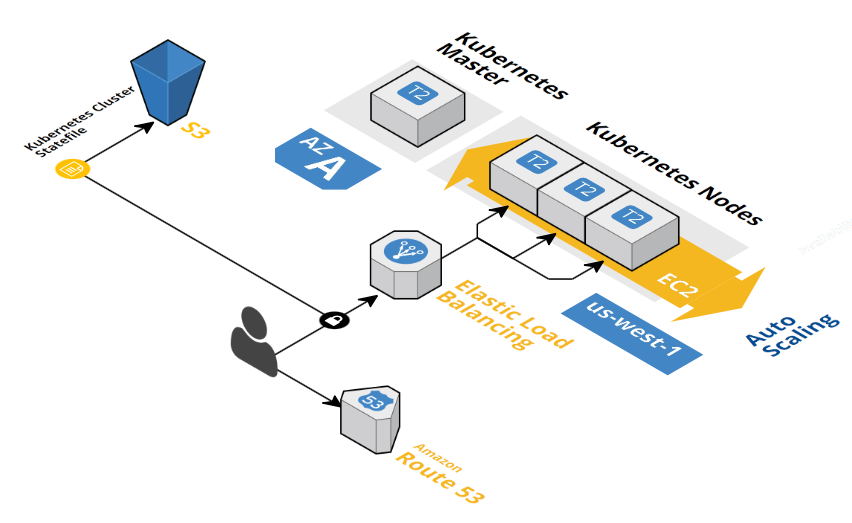 Kubernetes
Master
T2
Kubernetes Cluster
Statefile
S3
AZ
A
Kubernetes Nodes
T2
T2
T2
EC2
Elastic Load
Balancing
us-west-1
Auto
Scaling
53
Amazon
Route 53